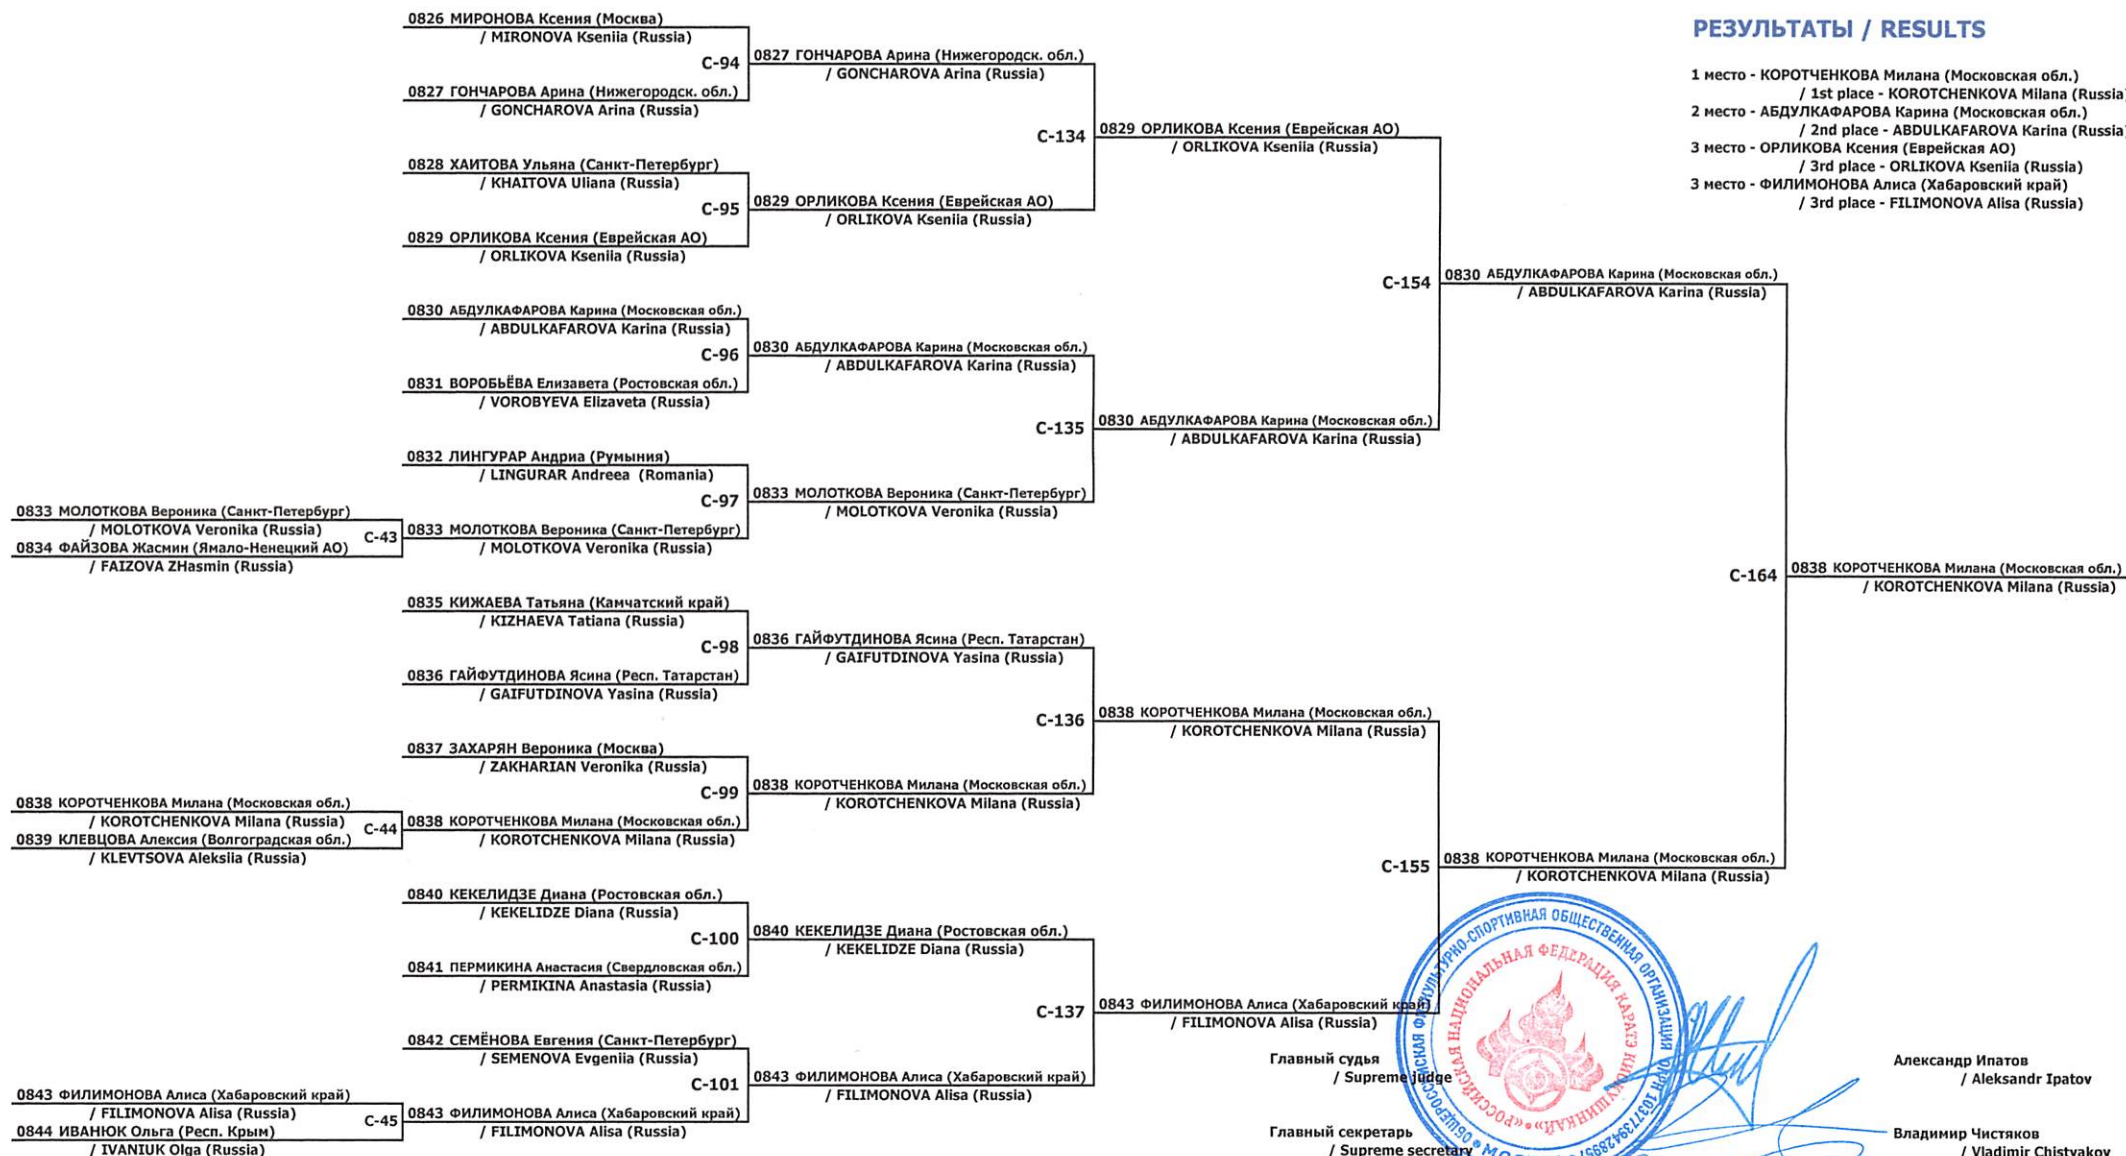 РЕЗУЛЬТАТЫ / RESULTS
1 место - КОРОТЧЕНКОВА Милана (Московская обл.)
/ 1st place - KOROTCHENKOVA Milana (Russia)
2 место - АБДУЛКАФАРОВА Карина (Московская обл.)
/ 2nd place - ABDULKAFAROVA Karina (Russia)
3 место - ОРЛИКОВА Ксения (Еврейская АО)
/ 3rd place - ORLIKOVA Kseniia (Russia)
3 место - ФИЛИМОНОВА Алиса (Хабаровский край)
/ 3rd place - FILIMONOVA Alisa (Russia)
0833 МОЛОТКОВА Вероника (Санкт-Петербург)
/ MOLOTKOVA Veronika (Russia)
C-43
0834 ФАЙЗОВА Жасмин (Ямало-Ненецкий АО)
/ FAIZOVA ZHasmin (Russia)
0838 КОРОТЧЕНКОВА Милана (Московская обл.)
/ KOROTCHENKOVA Milana (Russia)
C-44
0839 КЛЕВЦОВА Алексия (Волгоградская обл.)
/ KLEVTSOVA Aleksiia (Russia)
0843 ФИЛИМОНОВА Алиса (Хабаровский край)
/ FILIMONOVA Alisa (Russia)
C-45
0844 ИВАНЮК Ольга (Респ. Крым)
/ IVANIUK Olga (Russia)
0826 МИРОНОВА Ксения (Москва)
/ MIRONOVA Kseniia (Russia)
C-94
0827 ГОНЧАРОВА Арина (Нижегородск. обл.)
/ GONCHAROVA Arina (Russia)
0828 ХАИТОВА Ульяна (Санкт-Петербург)
/ KHAITOVA Uliana (Russia)
C-95
0829 ОРЛИКОВА Ксения (Еврейская АО)
/ ORLIKOVA Kseniia (Russia)
0830 АБДУЛКАФАРОВА Карина (Московская обл.)
/ ABDULKAFAROVA Karina (Russia)
C-96
0831 ВОРОБЬЁВА Елизавета (Ростовская обл.)
/ VOROBYEVA Elizaveta (Russia)
0832 ЛИНГУРАР Андриа (Румыния)
/ LINGURAR Andreea (Romania)
C-97
0833 МОЛОТКОВА Вероника (Санкт-Петербург)
/ MOLOTKOVA Veronika (Russia)
0835 КИЖАЕВА Татьяна (Камчатский край)
/ KIZHAEVA Tatiana (Russia)
C-98
0836 ГАЙФУТДИНОВА Ясина (Респ. Татарстан)
/ GAIFUTDINOVA Yasina (Russia)
0837 ЗАХАРЯН Вероника (Москва)
/ ZAKHARIAN Veronika (Russia)
C-99
0838 КОРОТЧЕНКОВА Милана (Московская обл.)
/ KOROTCHENKOVA Milana (Russia)
0840 КЕКЕЛИДЗЕ Диана (Ростовская обл.)
/ KEKELIDZE Diana (Russia)
C-100
0841 ПЕРМИКИНА Анастасия (Свердловская обл.)
/ PERMIKINA Anastasia (Russia)
0842 СЕМЁНОВА Евгения (Санкт-Петербург)
/ SEMENOVA Evgeniia (Russia)
C-101
0843 ФИЛИМОНОВА Алиса (Хабаровский край)
/ FILIMONOVA Alisa (Russia)
0827 ГОНЧАРОВА Арина (Нижегородск. обл.)
/ GONCHAROVA Arina (Russia)
C-134
0829 ОРЛИКОВА Ксения (Еврейская АО)
/ ORLIKOVA Kseniia (Russia)
0830 АБДУЛКАФАРОВА Карина (Московская обл.)
/ ABDULKAFAROVA Karina (Russia)
C-135
0833 МОЛОТКОВА Вероника (Санкт-Петербург)
/ MOLOTKOVA Veronika (Russia)
0836 ГАЙФУТДИНОВА Ясина (Респ. Татарстан)
/ GAIFUTDINOVA Yasina (Russia)
C-136
0838 КОРОТЧЕНКОВА Милана (Московская обл.)
/ KOROTCHENKOVA Milana (Russia)
0840 КЕКЕЛИДЗЕ Диана (Ростовская обл.)
/ KEKELIDZE Diana (Russia)
C-137
0843 ФИЛИМОНОВА Алиса (Хабаровский край)
/ FILIMONOVA Alisa (Russia)
0829 ОРЛИКОВА Ксения (Еврейская АО)
/ ORLIKOVA Kseniia (Russia)
C-154
0830 АБДУЛКАФАРОВА Карина (Московская обл.)
/ ABDULKAFAROVA Karina (Russia)
0838 КОРОТЧЕНКОВА Милана (Московская обл.)
/ KOROTCHENKOVA Milana (Russia)
C-155
0843 ФИЛИМОНОВА Алиса (Хабаровский край)
/ FILIMONOVA Alisa (Russia)
0830 АБДУЛКАФАРОВА Карина (Московская обл.)
/ ABDULKAFAROVA Karina (Russia)
C-164
0838 КОРОТЧЕНКОВА Милана (Московская обл.)
/ KOROTCHENKOVA Milana (Russia)
0838 КОРОТЧЕНКОВА Милана (Московская обл.)
/ KOROTCHENKOVA Milana (Russia)
Главный судья
/ Supreme judge
Александр Ипатов
/ Aleksandr Ipatov
Главный секретарь
/ Supreme secretary
Владимир Чистяков
/ Vladimir Chistyakov
ОБЩЕРОССИЙСКАЯ ФИЗКУЛЬТУРНО-СПОРТИВНАЯ ОБЩЕСТВЕННАЯ ОРГАНИЗАЦИЯ ОГРН
«РОССИЙСКАЯ НАЦИОНАЛЬНАЯ ФЕДЕРАЦИЯ КАРАТЭ КИОКУШИНКАЙ»